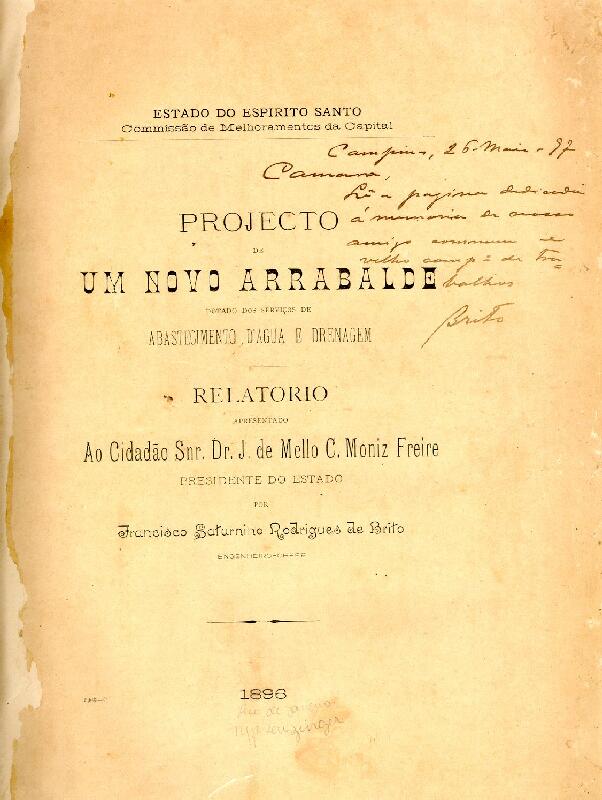 ESTADO DO ESPIRITO SANTO
Commissão de Melhoramentos da Capital
Campinas, 26 Maio 97
Camara,
Lê a pagina dedicada
á memoria de nosso
amigo commum e
velho comp.º de tra-
balhos
Brito
PROJECTO
DE
UM NOVO ARRABALDE
DOTADO DOS SERVIÇOS DE
ABASTECIMENTO D'AGUA E DRENAGEM
RELATORIO
APRESENTADO
Ao Cidadão Snr. Dr. J. de Mello C. Moniz Freire
PRESIDENTE DO ESTADO
POR
Francisco Saturnino Rodrigues de Brito
ENGENHEIRO-CHEFE
1896
Rio de Janeiro